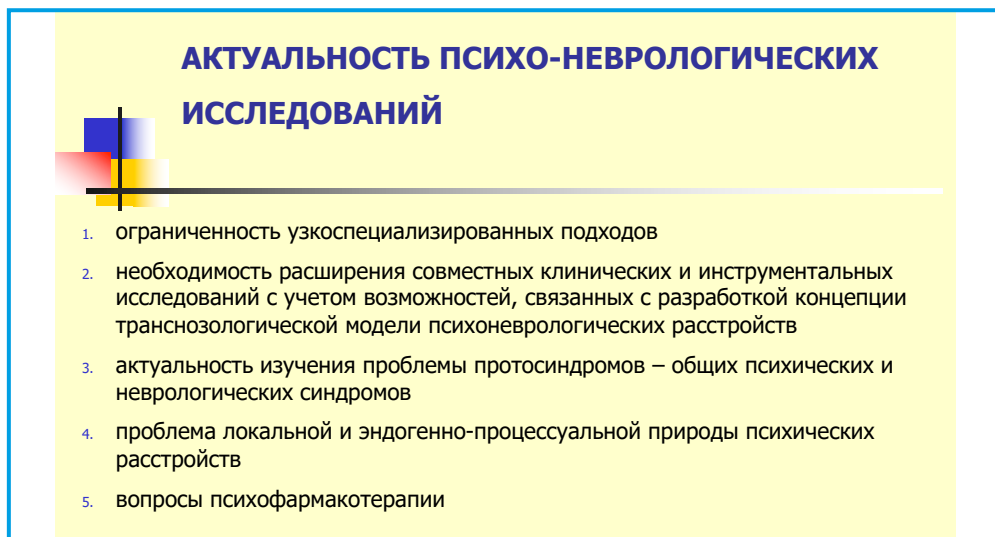 АКТУАЛЬНОСТЬ ПСИХО-НЕВРОЛОГИЧЕСКИХ
ИССЛЕДОВАНИЙ
1. ограниченность узкоспециализированных подходов
2. необходимость расширения совместных клинических и инструментальных
исследований с учетом возможностей, связанных с разработкой концепции
транснозологической модели психоневрологических расстройств
3. актуальность изучения проблемы протосиндромов – общих психических и
неврологических синдромов
4. проблема локальной и эндогенно-процессуальной природы психических
расстройств
5. вопросы психофармакотерапии